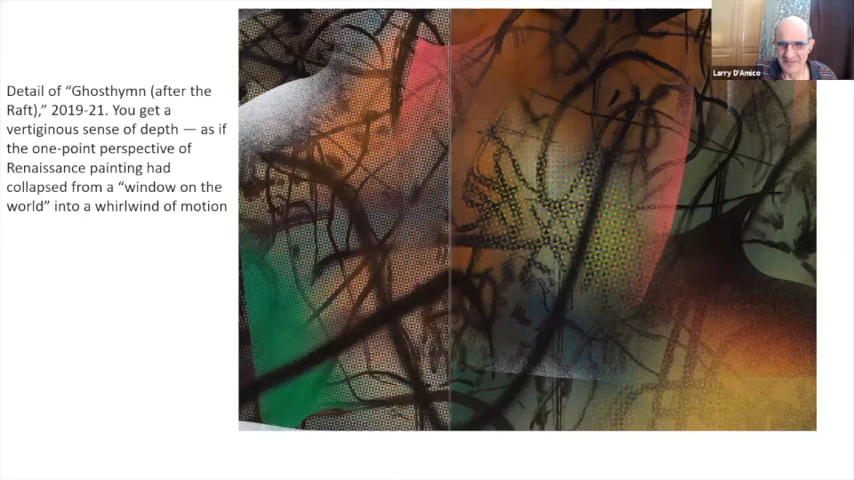 Detail of “Ghosthymn (after the
Raft),” 2019-21. You get a
vertiginous sense of depth — as if
the one-point perspective of
Renaissance painting had
collapsed from a “window on the
world” into a whirlwind of motion
Larry D'Amico